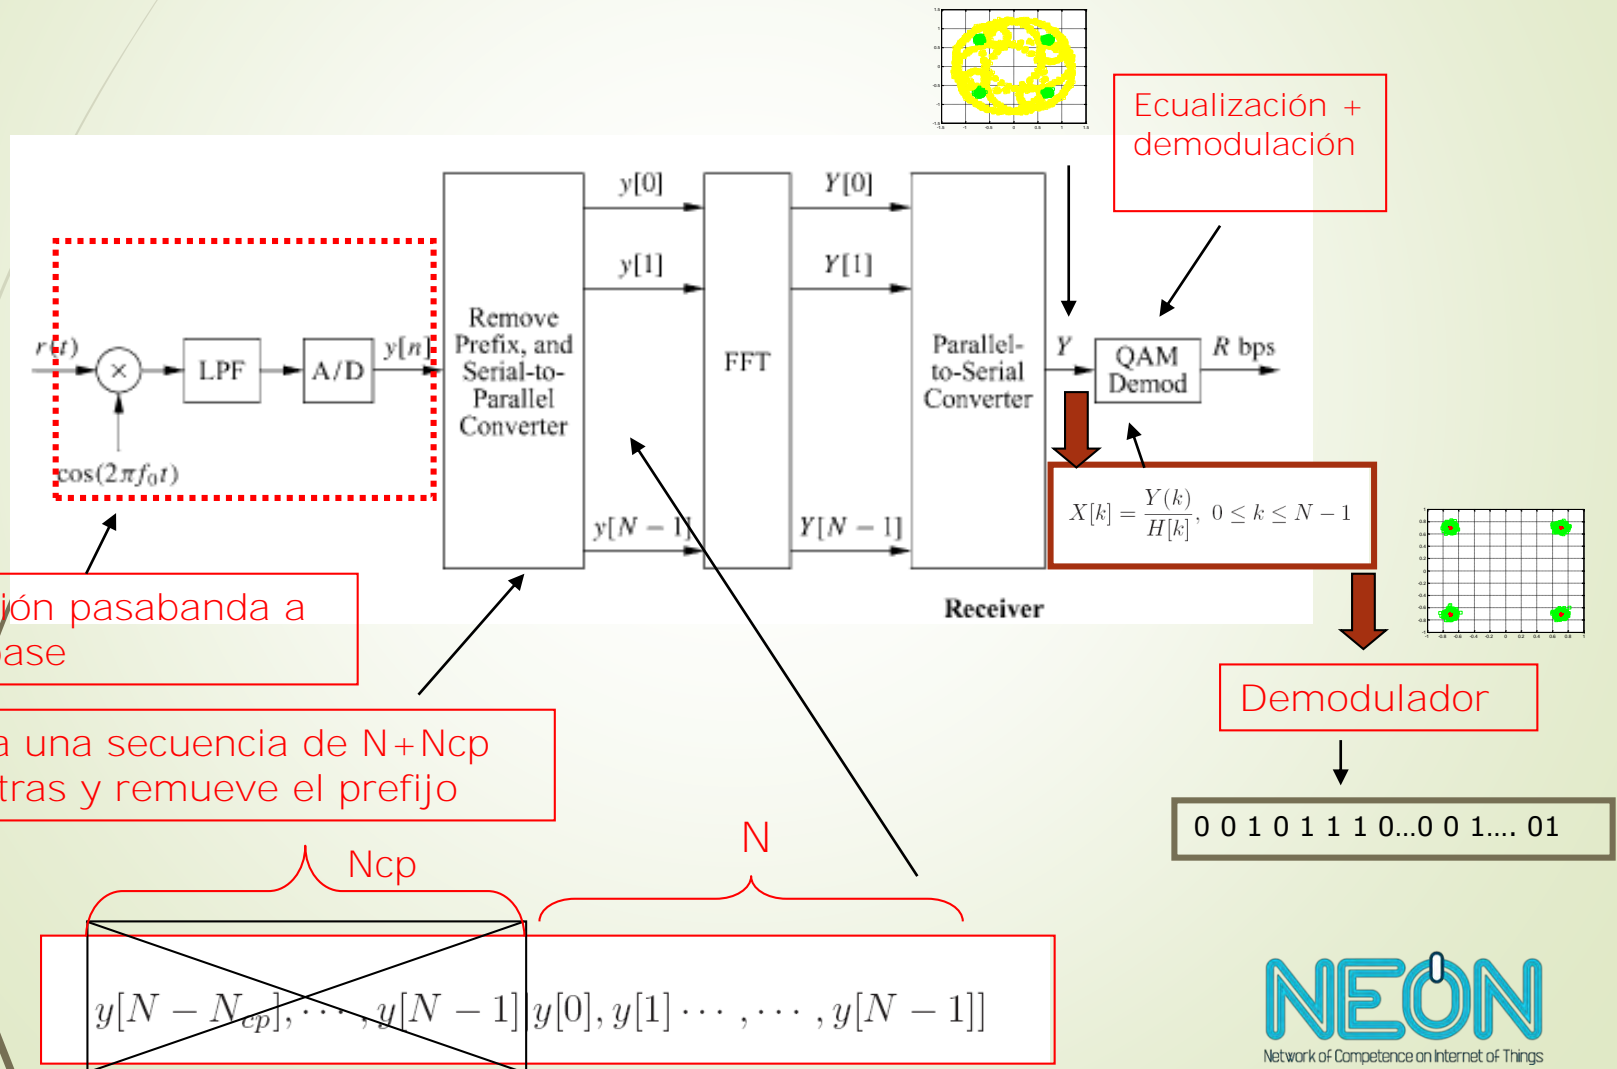 Ecualización +
demodulación
r(t)
×
cos(2πf₀t)
LPF
A/D
y[n]
Remove
Prefix, and
Serial-to-
Parallel
Converter
y[0]
y[1]
y[N − 1]
FFT
Y[0]
Y[1]
Y[N − 1]
Parallel-
to-Serial
Converter
Y
QAM
Demod
R bps
X[k] = Y(k)/H[k], 0 ≤ k ≤ N − 1
Receiver
ión pasabanda a
ase
a una secuencia de N+Ncp
tras y remueve el prefijo
Demodulador
0 0 1 0 1 1 1 0…0 0 1…. 01
Ncp
N
y[N − N_cp], ⋯ , y[N − 1] y[0], y[1] ⋯ , ⋯ , y[N − 1]]
NEON
Network of Competence on Internet of Things